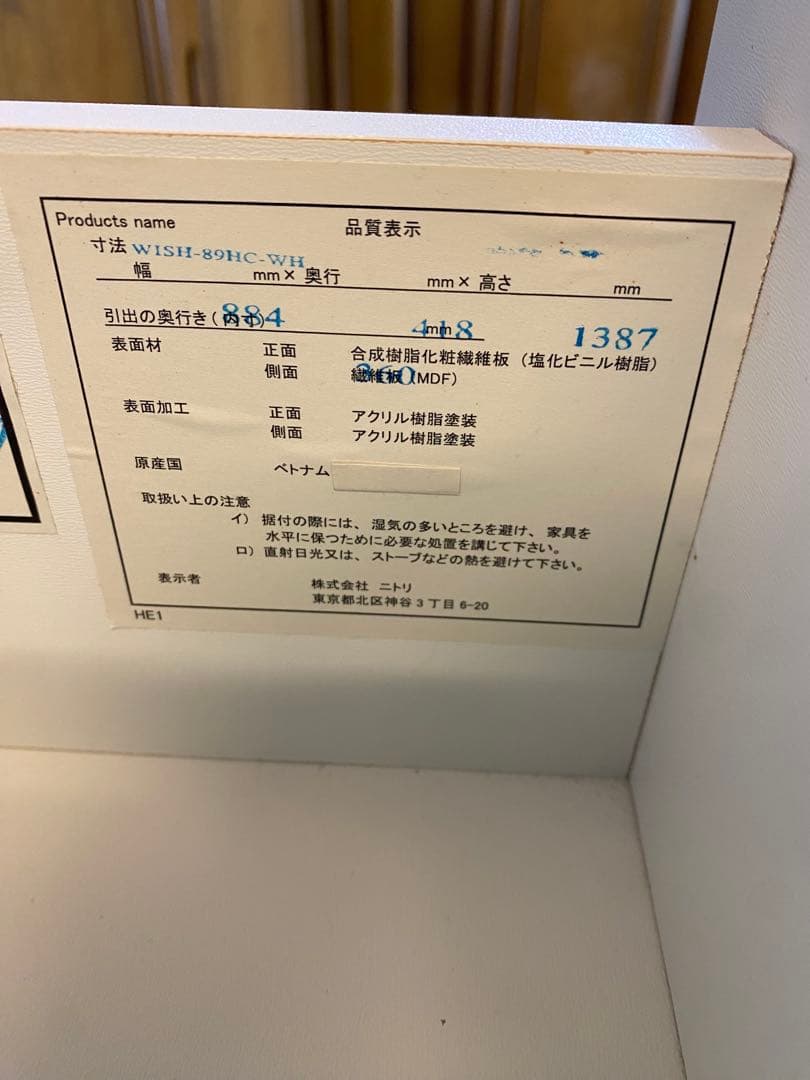 Products name 品質表示
寸法 WISH-89HC-WH
幅 mm× 奥行 mm× 高さ mm
884 418 1387
引出の奥行き(内寸) mm
360
表面材 正面 合成樹脂化粧繊維板（塩化ビニル樹脂）
側面 繊維板(MDF)
表面加工 正面 アクリル樹脂塗装
側面 アクリル樹脂塗装
原産国 ベトナム
取扱い上の注意
イ）据付の際には、湿気の多いところを避け、家具を
水平に保つために必要な処置を講じて下さい。
ロ）直射日光又は、ストーブなどの熱を避けて下さい。
表示者 株式会社 ニトリ
東京都北区神谷3丁目6-20
HE1